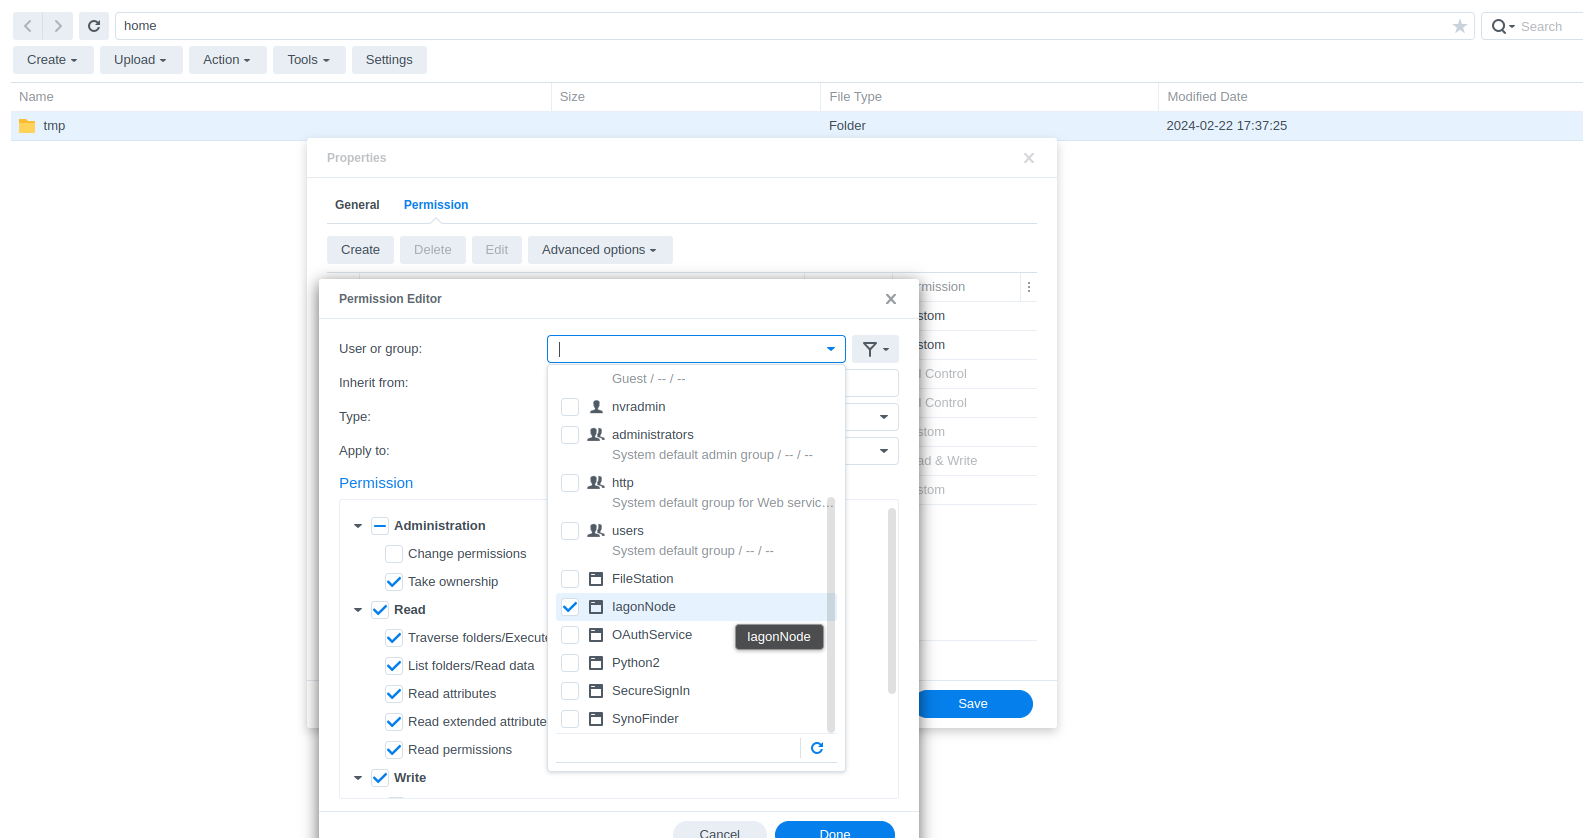 home
Search
Create
Upload
Action
Tools
Settings
Name
Size
File Type
Modified Date
tmp
Folder
2024-02-22 17:37:25
Properties
General
Permission
Create
Delete
Edit
Advanced options
rmission
stom
stom
l Control
l Control
stom
ad & Write
stom
Permission Editor
User or group:
Inherit from:
Type:
Apply to:
Permission
Administration
Change permissions
Take ownership
Read
Traverse folders/Execute
List folders/Read data
Read attributes
Read extended attribute
Read permissions
Write
Guest / -- / --
nvradmin
administrators
System default admin group / -- / --
http
System default group for Web servic...
users
System default group / -- / --
FileStation
IagonNode
OAuthService
IagonNode
Python2
SecureSignIn
SynoFinder
Save
Cancel
Done